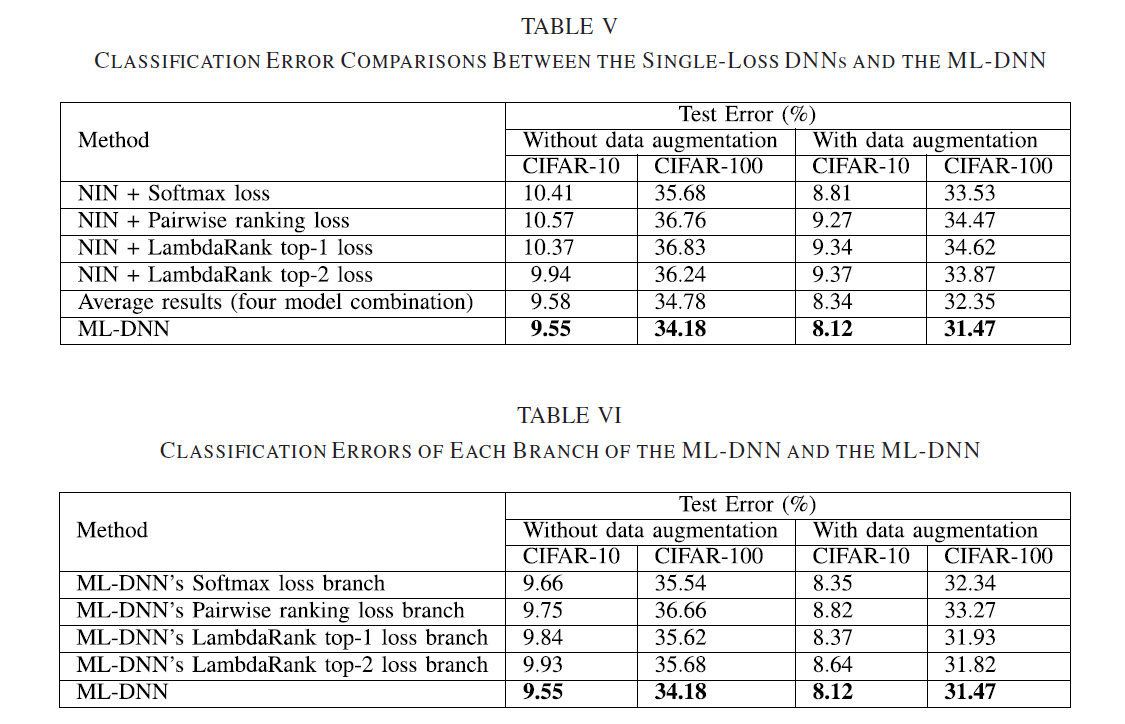 TABLE V
CLASSIFICATION ERROR COMPARISONS BETWEEN THE SINGLE-LOSS DNNS AND THE ML-DNN
Test Error (%)
Method Without data augmentation With data augmentation
CIFAR-10 CIFAR-100 CIFAR-10 CIFAR-100
NIN + Softmax loss 10.41 35.68 8.81 33.53
NIN + Pairwise ranking loss 10.57 36.76 9.27 34.47
NIN + LambdaRank top-1 loss 10.37 36.83 9.34 34.62
NIN + LambdaRank top-2 loss 9.94 36.24 9.37 33.87
Average results (four model combination) 9.58 34.78 8.34 32.35
ML-DNN 9.55 34.18 8.12 31.47
TABLE VI
CLASSIFICATION ERRORS OF EACH BRANCH OF THE ML-DNN AND THE ML-DNN
Test Error (%)
Method Without data augmentation With data augmentation
CIFAR-10 CIFAR-100 CIFAR-10 CIFAR-100
ML-DNN's Softmax loss branch 9.66 35.54 8.35 32.34
ML-DNN's Pairwise ranking loss branch 9.75 36.66 8.82 33.27
ML-DNN's LambdaRank top-1 loss branch 9.84 35.62 8.37 31.93
ML-DNN's LambdaRank top-2 loss branch 9.93 35.68 8.64 31.82
ML-DNN 9.55 34.18 8.12 31.47